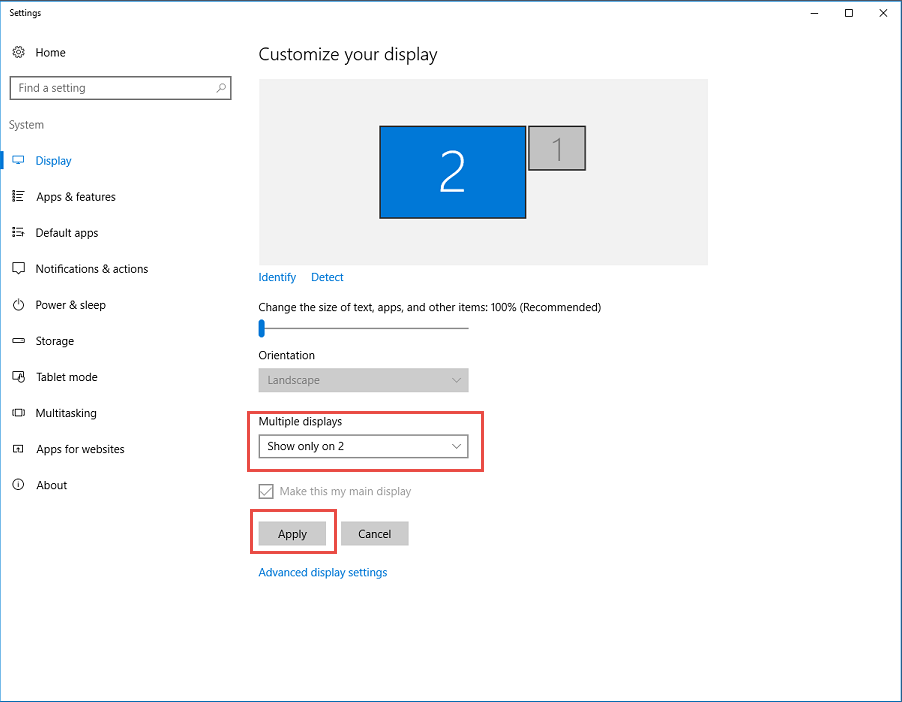 Settings
Home
Find a setting
System
Display
Apps & features
Default apps
Notifications & actions
Power & sleep
Storage
Tablet mode
Multitasking
Apps for websites
About
Customize your display
2
1
Identify Detect
Change the size of text, apps, and other items: 100% (Recommended)
Orientation
Landscape
Multiple displays
Show only on 2
Make this my main display
Apply Cancel
Advanced display settings